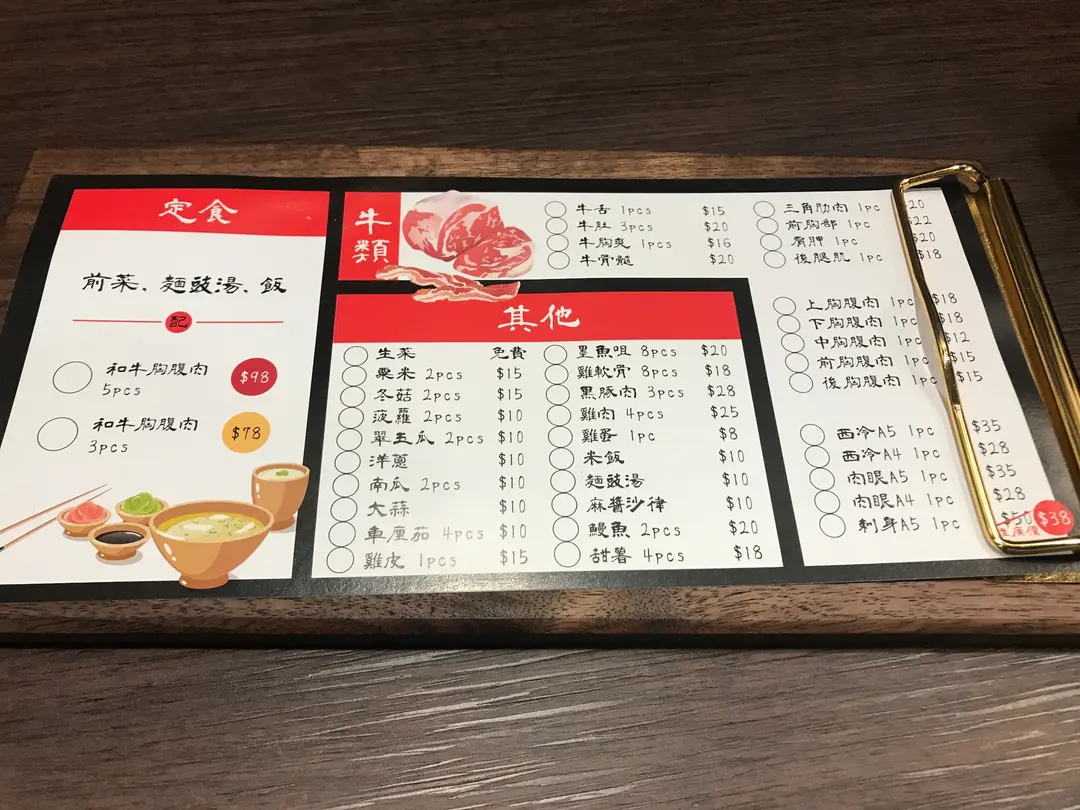 定食
前菜、麵豉湯、飯
配
和牛胸腹肉
5pcs
$98
和牛胸腹肉
3pcs
$78
牛類
牛舌 1pcs $15
牛肚 3pcs $20
牛胸爽 1pcs $16
牛骨髓 $20
三角肋肉 1pc $20
前胸部 1pc $22
肩胛 1pc $20
後腿肌 1pc $18
上胸腹肉 1pc $18
下胸腹肉 1pc $18
中胸腹肉 1pc $12
前胸腹肉 1pc $15
後胸腹肉 1pc $15
西冷A5 1pc $35
西冷A4 1pc $28
肉眼A5 1pc $35
肉眼A4 1pc $28
刺身A5 1pc $50 $38
其他
生菜 免費
粟米 2pcs $15
冬菇 2pcs $15
菠蘿 2pcs $10
翠玉瓜 2pcs $10
洋蔥 $10
南瓜 2pcs $10
大蒜 $10
車厘茄 4pcs $10
雞皮 1pcs $15
墨魚咀 8pcs $20
雞軟骨 8pcs $18
黑豚肉 3pcs $28
雞肉 4pcs $25
雞蛋 1pc $8
米飯 $10
麵豉湯 $10
麻醬沙律 $10
鰻魚 2pcs $20
甜薯 4pcs $18